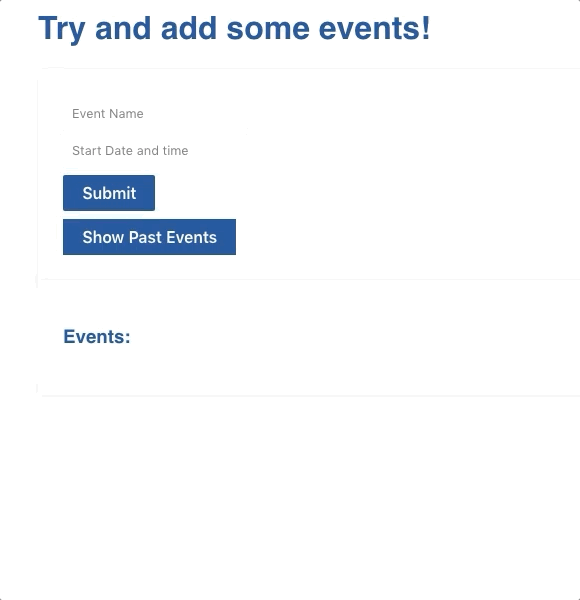 Try and add some events!
Event Name
Start Date and time
Submit
Show Past Events
Events: